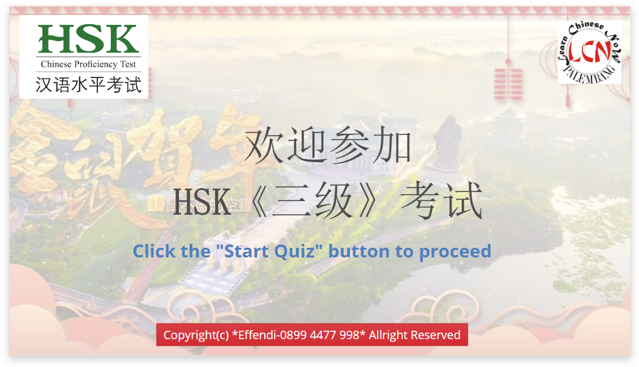 HSK
Chinese Proficiency Test
汉语水平考试
Learn Chinese Now
LCN
PALEMBANG
金鼠贺年
欢迎参加
HSK《三级》考试
Click the "Start Quiz" button to proceed
Copyright(c) *Effendi-0899 4477 998* Allright Reserved